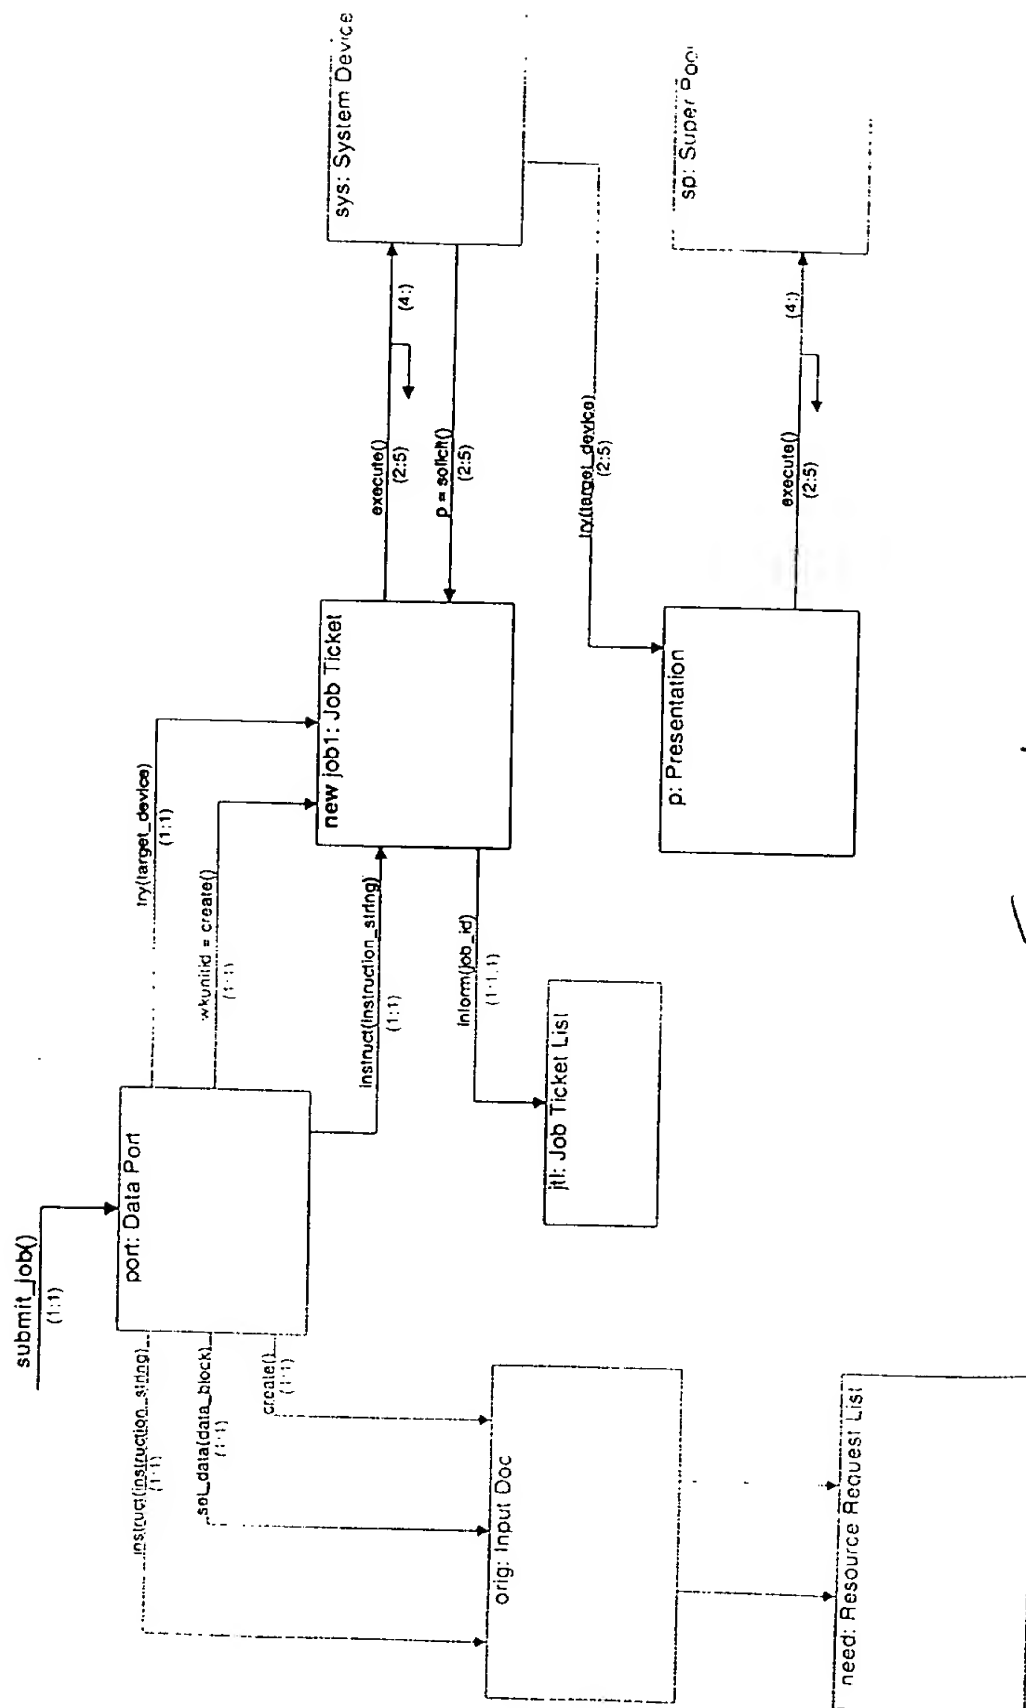 submit_job()
(1:1)
port: Data Port
instruct(instruction_string)
(1:1)
set_data(data_block)
(1:1)
create()
(1:1)
try(target_device)
(1:1)
wkunitid = create()
(1:1)
instruct(instruction_string)
(1:1)
new job1: Job Ticket
inform(job_id)
(1:1.1)
jtl: Job Ticket List
execute()
(2:5)
(4:)
p = solicit()
(2:5)
sys: System Device
try(target_device)
(2:5)
p: Presentation
execute()
(2:5)
(4:)
sp: Super Pool
orig: Input Doc
need: Resource Request List